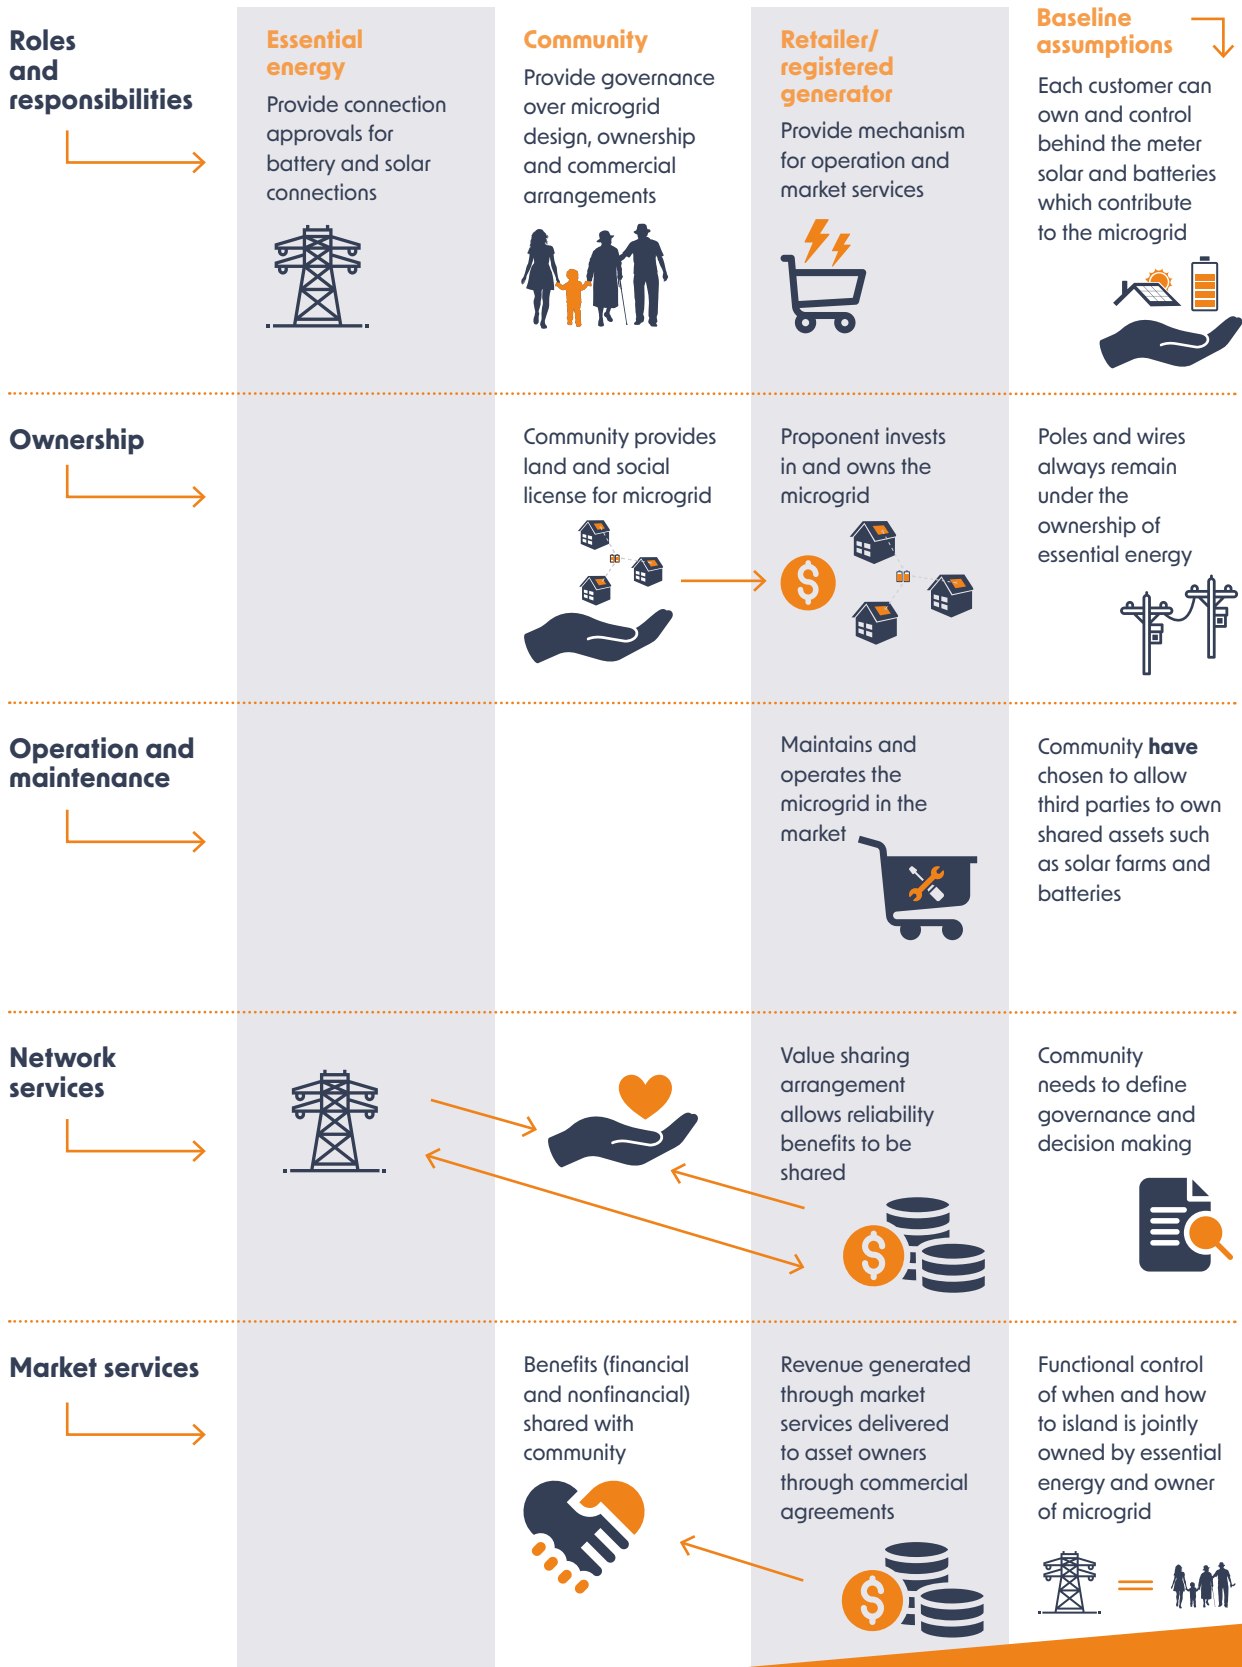 Roles
and
responsibilities
Essential
energy
Provide connection
approvals for
battery and solar
connections
Community
Provide governance
over microgrid
design, ownership
and commercial
arrangements
Retailer/
registered
generator
Provide mechanism
for operation and
market services
Baseline
assumptions
Each customer can
own and control
behind the meter
solar and batteries
which contribute
to the microgrid
Ownership
Community provides
land and social
license for microgrid
Proponent invests
in and owns the
microgrid
$
Poles and wires
always remain
under the
ownership of
essential energy
Operation and
maintenance
Maintains and
operates the
microgrid in the
market
Community have
chosen to allow
third parties to own
shared assets such
as solar farms and
batteries
Network
services
Value sharing
arrangement
allows reliability
benefits to be
shared
$
Community
needs to define
governance and
decision making
Market services
Benefits (financial
and nonfinancial)
shared with
community
Revenue generated
through market
services delivered
to asset owners
through commercial
agreements
$
Functional control
of when and how
to island is jointly
owned by essential
energy and owner
of microgrid
=